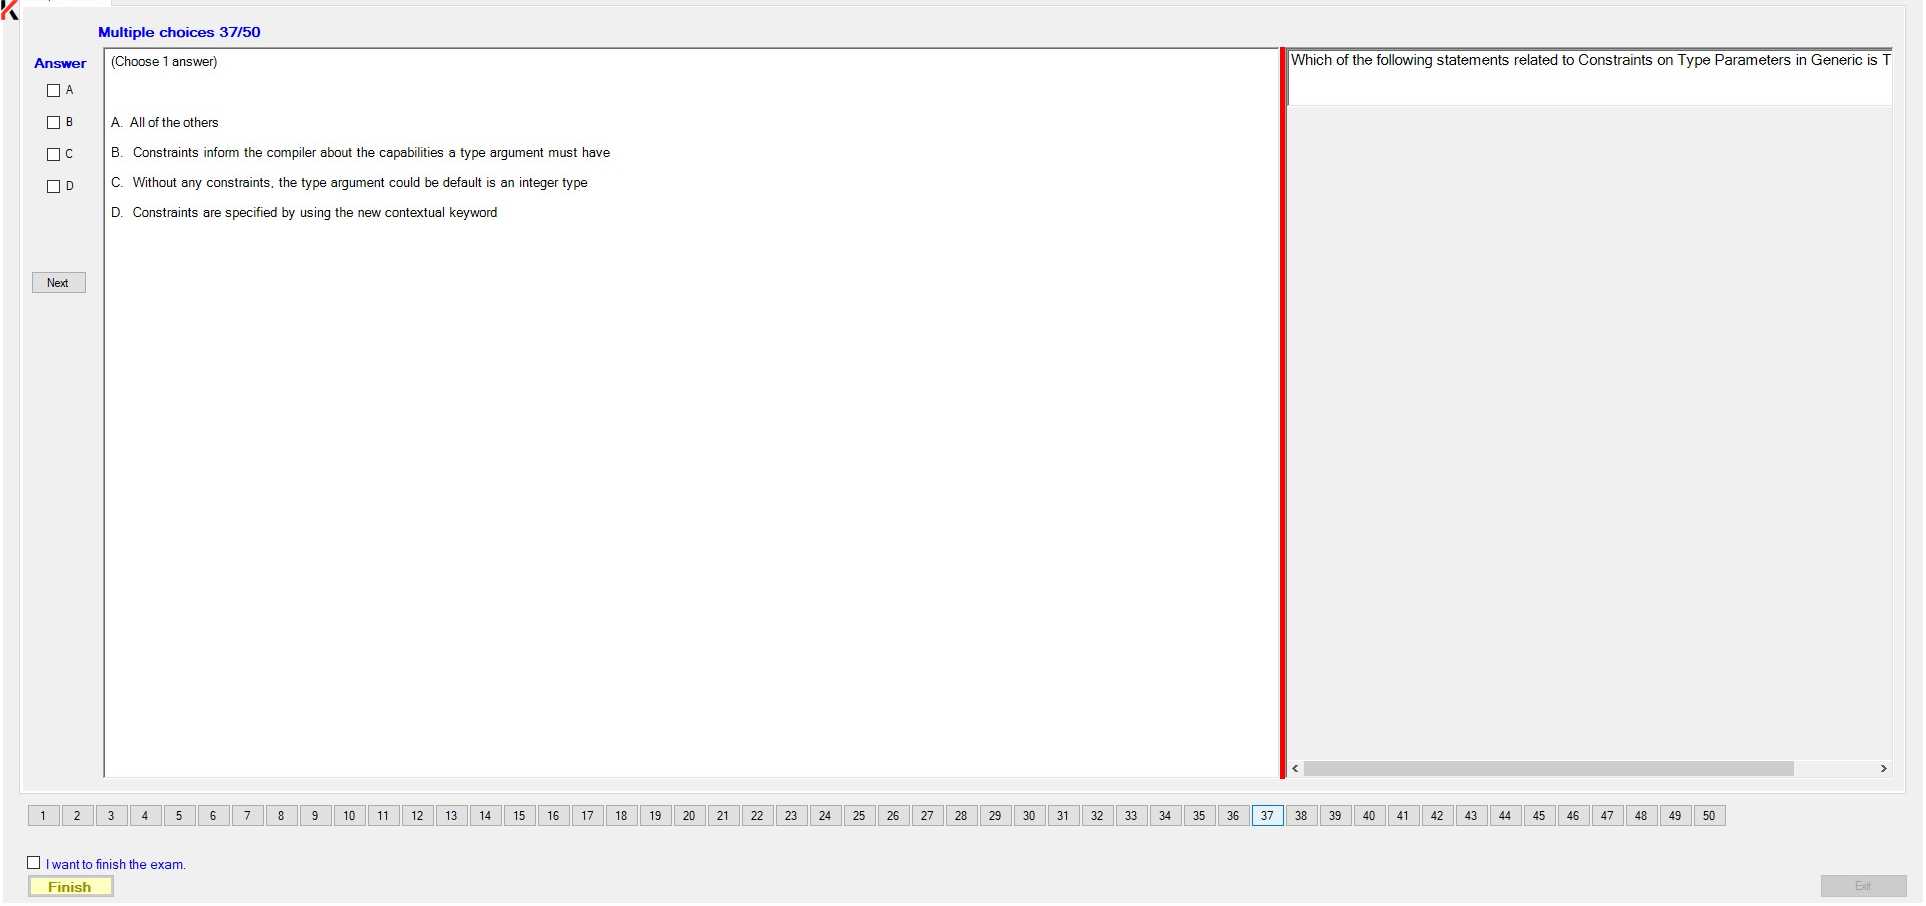 Multiple choices 37/50
Answer
A
B
C
D
Next
(Choose 1 answer)
A. All of the others
B. Constraints inform the compiler about the capabilities a type argument must have
C. Without any constraints, the type argument could be default is an integer type
D. Constraints are specified by using the new contextual keyword
Which of the following statements related to Constraints on Type Parameters in Generic is T
1 2 3 4 5 6 7 8 9 10 11 12 13 14 15 16 17 18 19 20 21 22 23 24 25 26 27 28 29 30 31 32 33 34 35 36 37 38 39 40 41 42 43 44 45 46 47 48 49 50
I want to finish the exam.
Finish
Exit